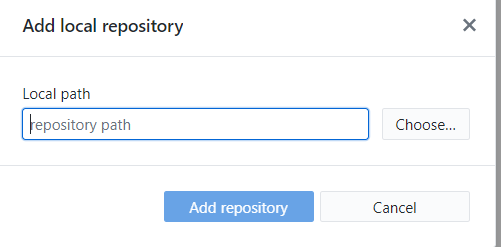 Add local repository
Local path
repository path
Choose...
Add repository
Cancel